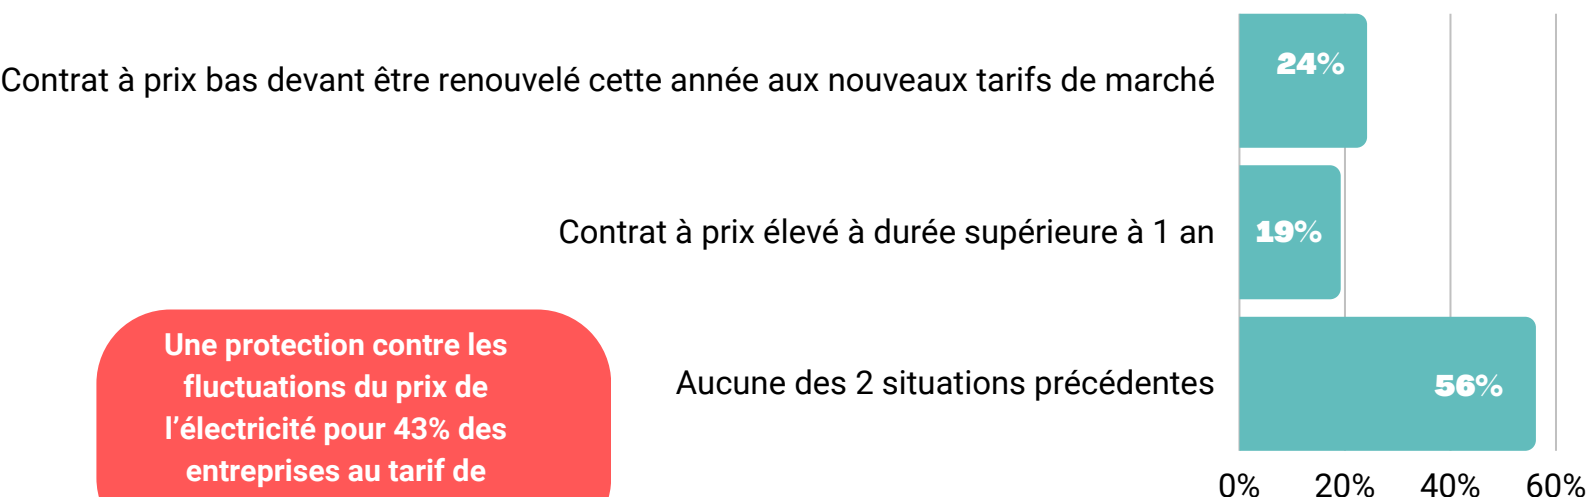 Contrat à prix bas devant être renouvelé cette année aux nouveaux tarifs de marché
24%
Contrat à prix élevé à durée supérieure à 1 an
19%
Aucune des 2 situations précédentes
56%
0% 20% 40% 60%
Une protection contre les
fluctuations du prix de
l’électricité pour 43% des
entreprises au tarif de